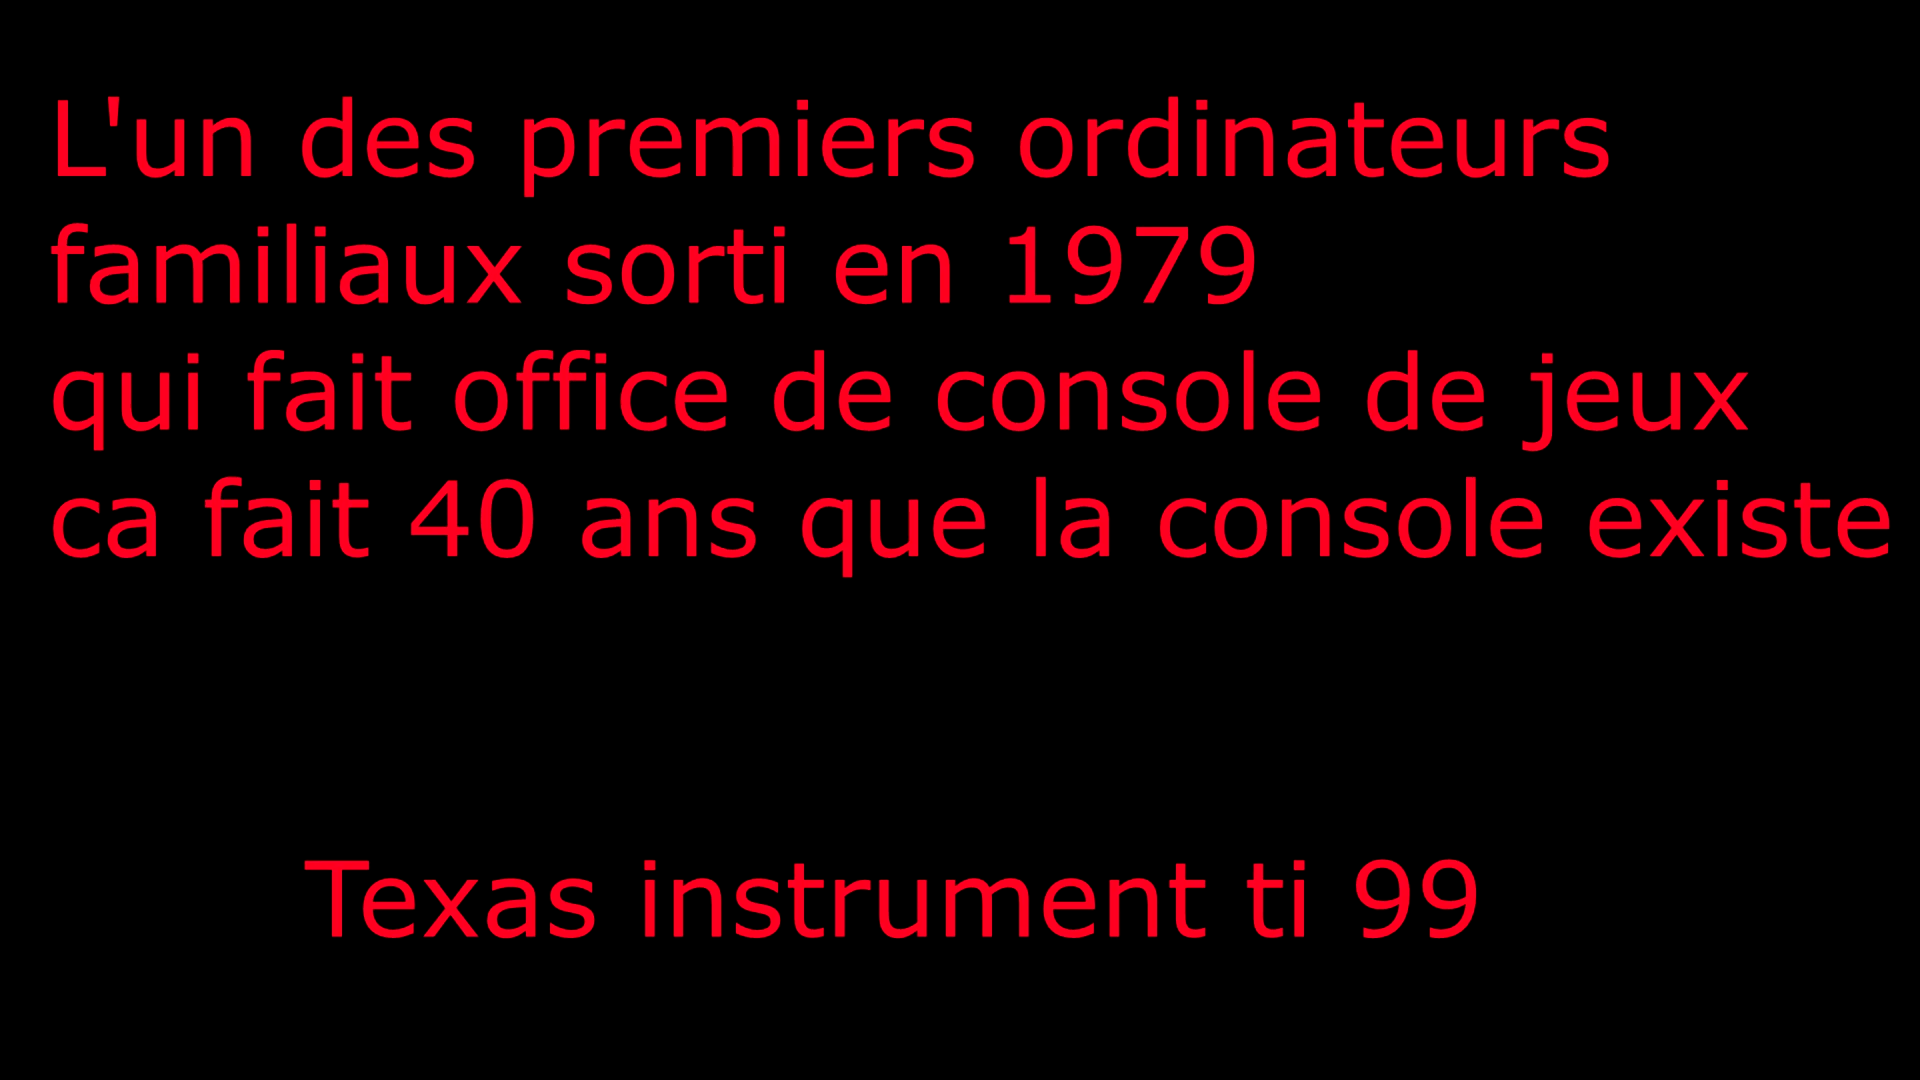 L'un des premiers ordinateurs
familiaux sorti en 1979
qui fait office de console de jeux
ca fait 40 ans que la console existe
Texas instrument ti 99